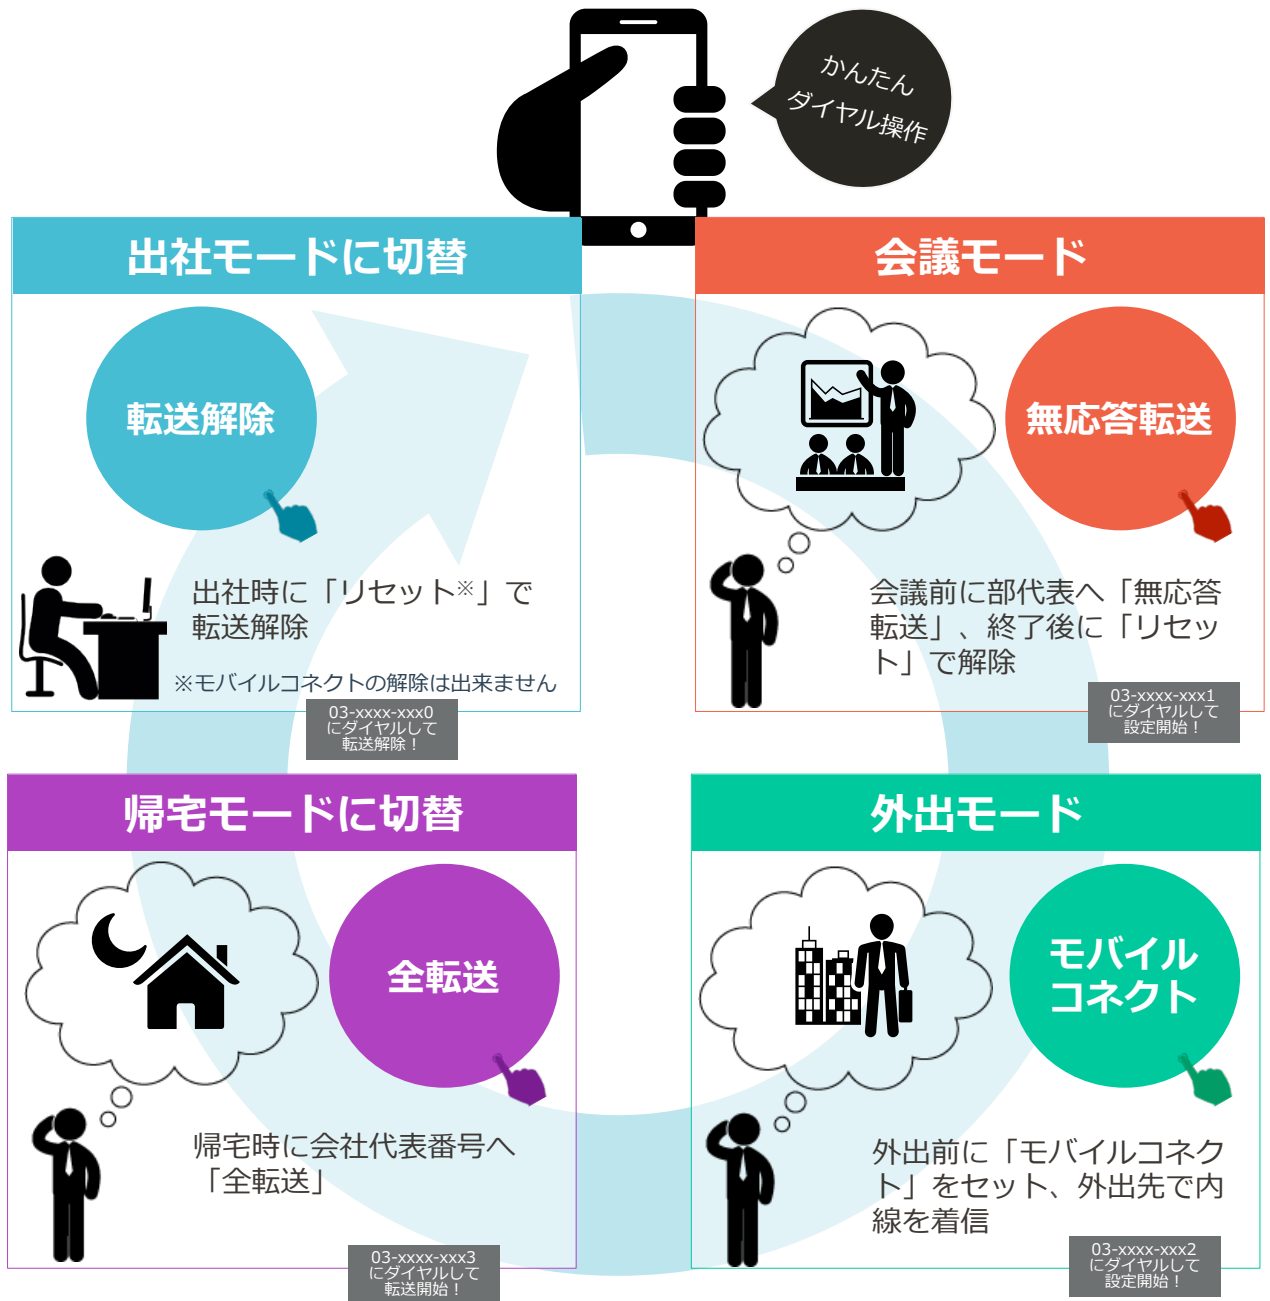 かんたん
ダイヤル操作
出社モードに切替
転送解除
出社時に「リセット※」で
転送解除
※モバイルコネクトの解除は出来ません
03-xxxx-xxx0
にダイヤルして
転送解除！
会議モード
無応答転送
会議前に部代表へ「無応答
転送」、終了後に「リセッ
ト」で解除
03-xxxx-xxx1
にダイヤルして
設定開始！
帰宅モードに切替
全転送
帰宅時に会社代表番号へ
「全転送」
03-xxxx-xxx3
にダイヤルして
転送開始！
外出モード
モバイル
コネクト
外出前に「モバイルコネク
ト」をセット、外出先で内
線を着信
03-xxxx-xxx2
にダイヤルして
設定開始！